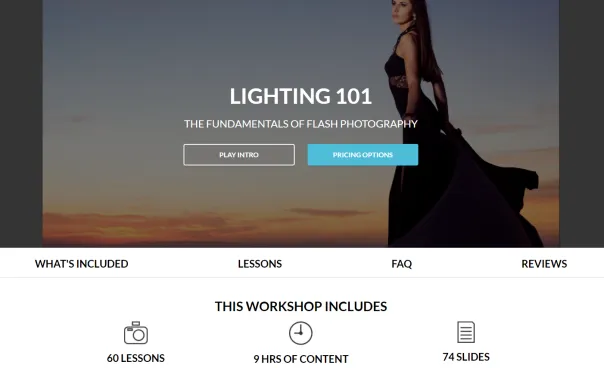 LIGHTING 101
THE FUNDAMENTALS OF FLASH PHOTOGRAPHY
PLAY INTRO
PRICING OPTIONS
WHAT'S INCLUDED
LESSONS
FAQ
REVIEWS
THIS WORKSHOP INCLUDES
60 LESSONS
9 HRS OF CONTENT
74 SLIDES